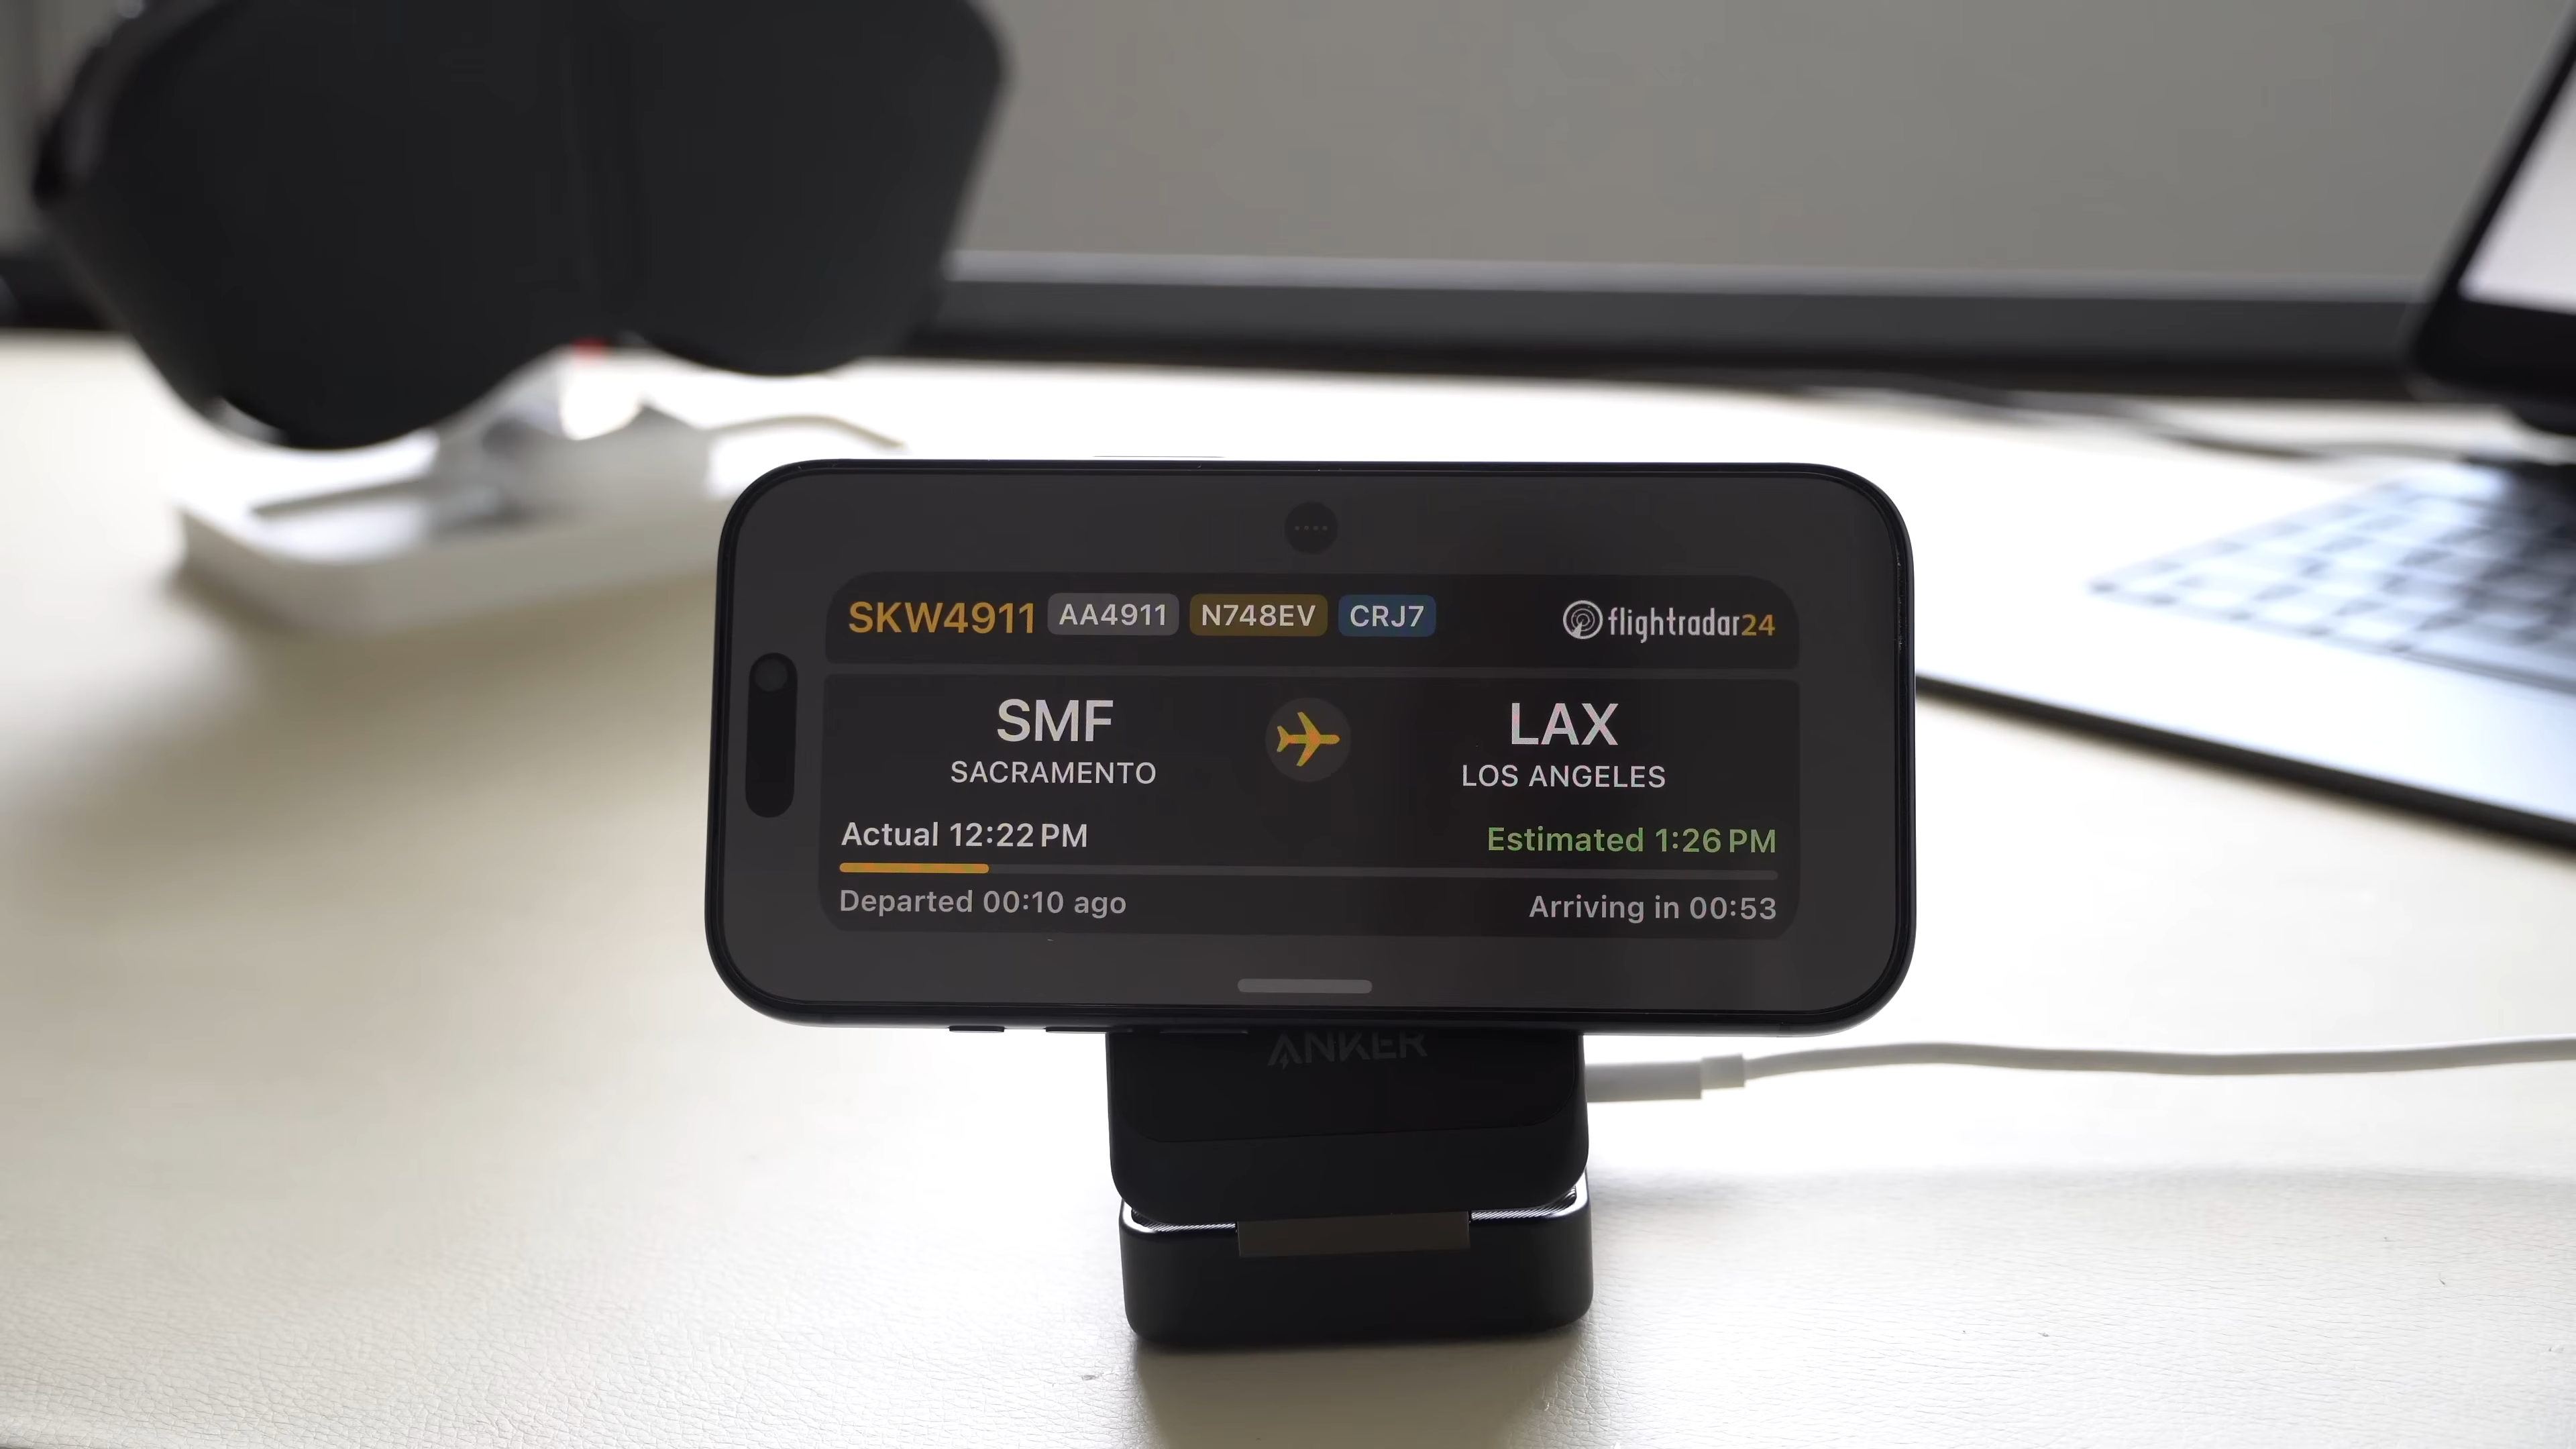 SKW4911 AA4911 N748EV CRJ7 flightradar24
SMF LAX
SACRAMENTO LOS ANGELES
Actual 12:22 PM Estimated 1:26 PM
Departed 00:10 ago Arriving in 00:53
ANKER